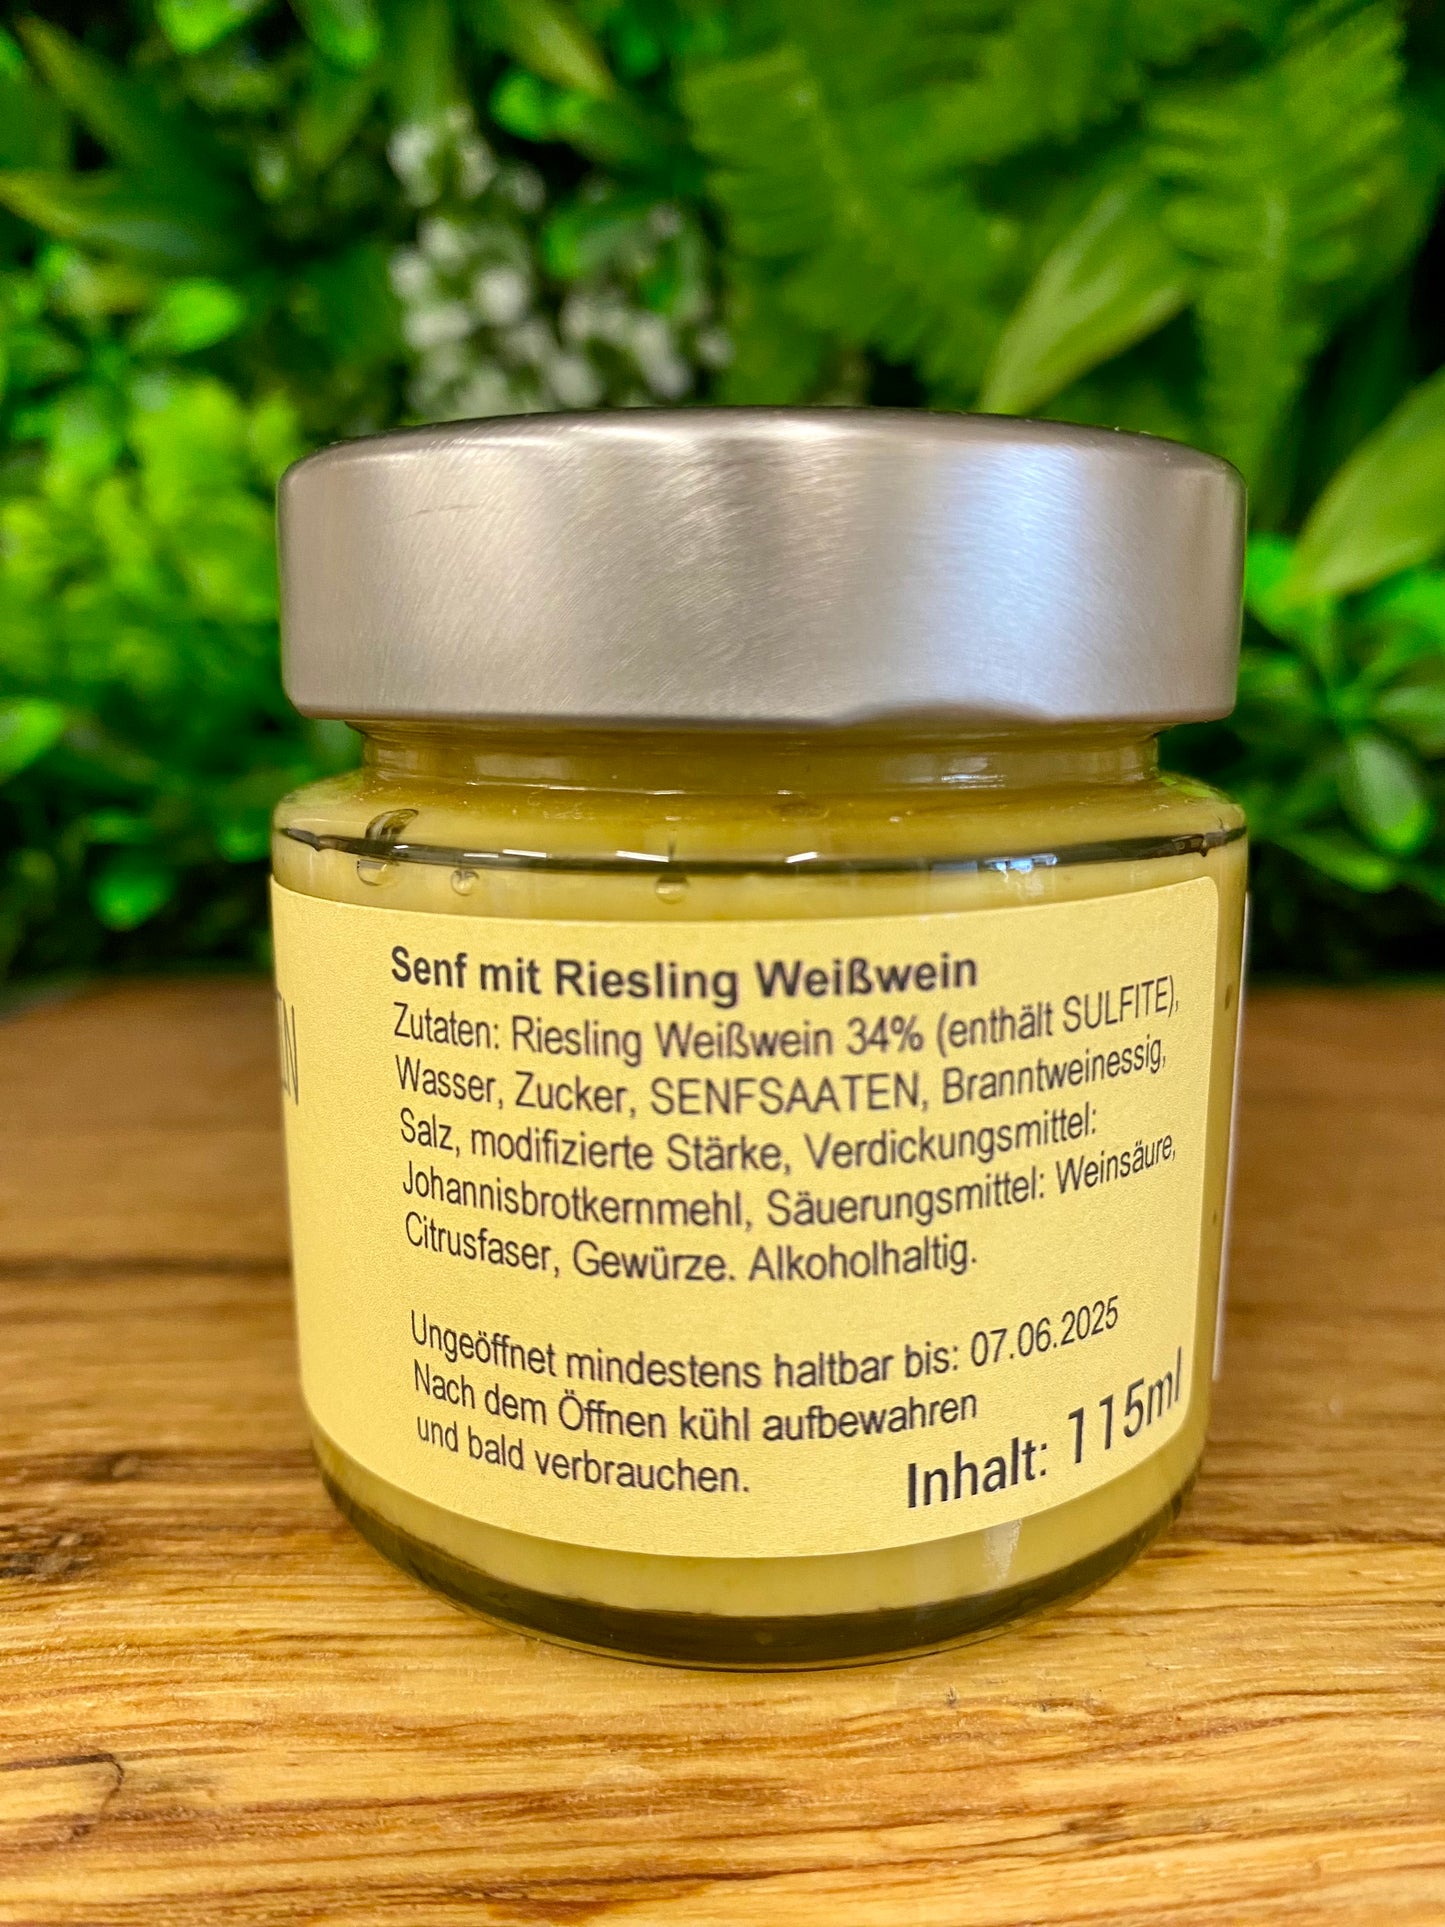 Senf mit Riesling Weißwein
Zutaten: Riesling Weißwein 34% (enthält SULFITE),
Wasser, Zucker, SENFSAATEN, Branntweinessig,
Salz, modifizierte Stärke, Verdickungsmittel:
Johannisbrotkernmehl, Säuerungsmittel: Weinsäure,
Citrusfaser, Gewürze. Alkoholhaltig.
Ungeöffnet mindestens haltbar bis: 07.06.2025
Nach dem Öffnen kühl aufbewahren
und bald verbrauchen.
Inhalt: 115ml